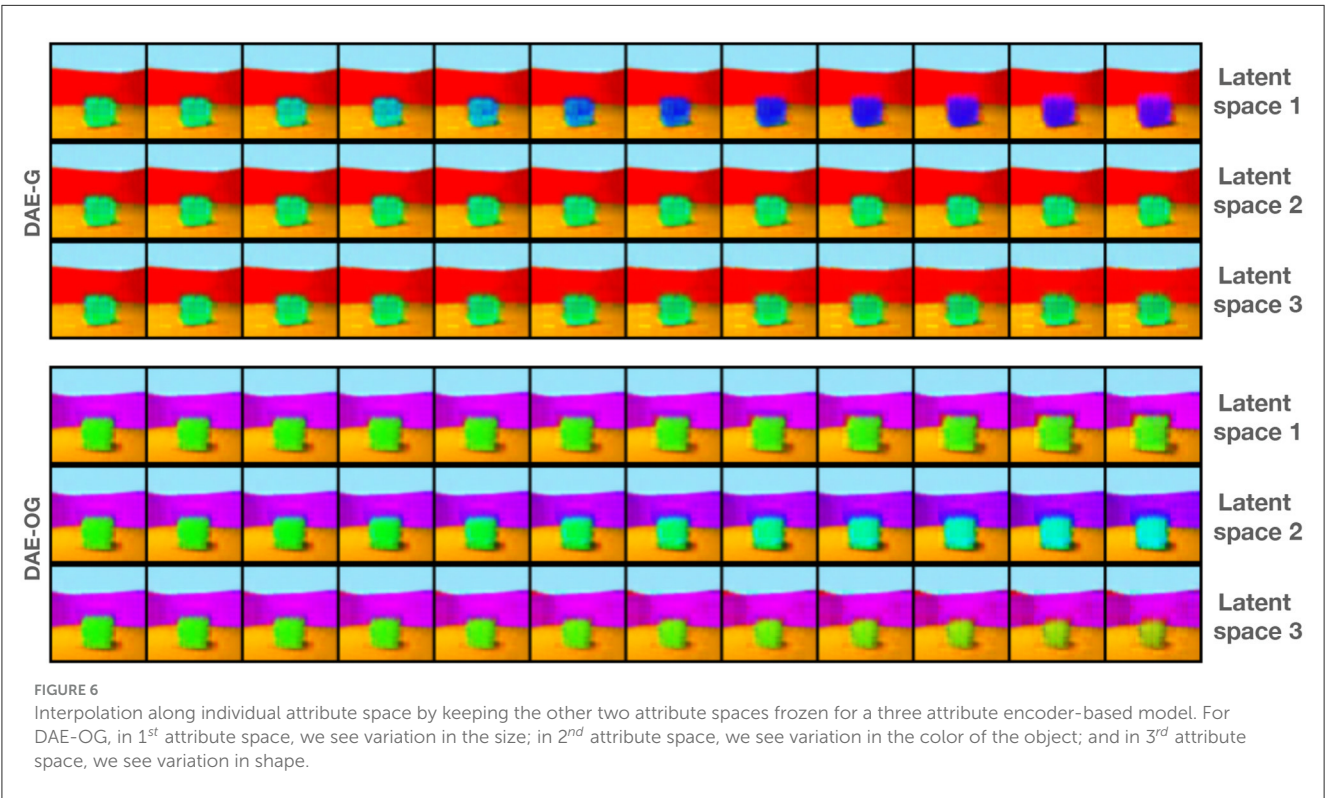 DAE-G
Latent
space 1
Latent
space 2
Latent
space 3
DAE-OG
Latent
space 1
Latent
space 2
Latent
space 3
FIGURE 6
Interpolation along individual attribute space by keeping the other two attribute spaces frozen for a three attribute encoder-based model. For
DAE-OG, in 1st attribute space, we see variation in the size; in 2nd attribute space, we see variation in the color of the object; and in 3rd attribute
space, we see variation in shape.